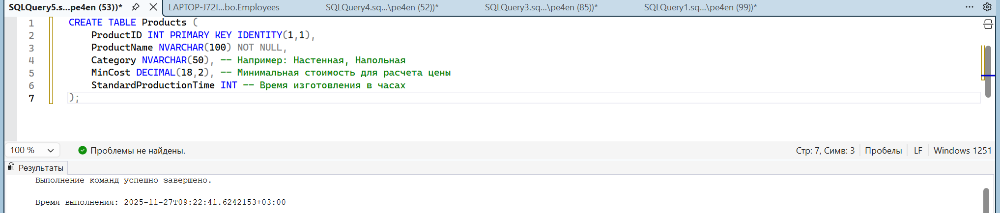 SQLQuery5.s...pe4en (53))* LAPTOP-J72I...bo.Employees SQLQuery4.sq...\pe4en (52))* SQLQuery3.sq...\pe4en (85))* SQLQuery1.sq...\pe4en (99))* ...
1 CREATE TABLE Products (
2 ProductID INT PRIMARY KEY IDENTITY(1,1),
3 ProductName NVARCHAR(100) NOT NULL,
4 Category NVARCHAR(50), -- Например: Настенная, Напольная
5 MinCost DECIMAL(18,2), -- Минимальная стоимость для расчета цены
6 StandardProductionTime INT -- Время изготовления в часах
7 );
100 % Проблемы не найдены. Стр: 7, Симв: 3 Пробелы LF Windows 1251
Результаты
Выполнение команд успешно завершено.
Время выполнения: 2025-11-27T09:22:41.6242153+03:00